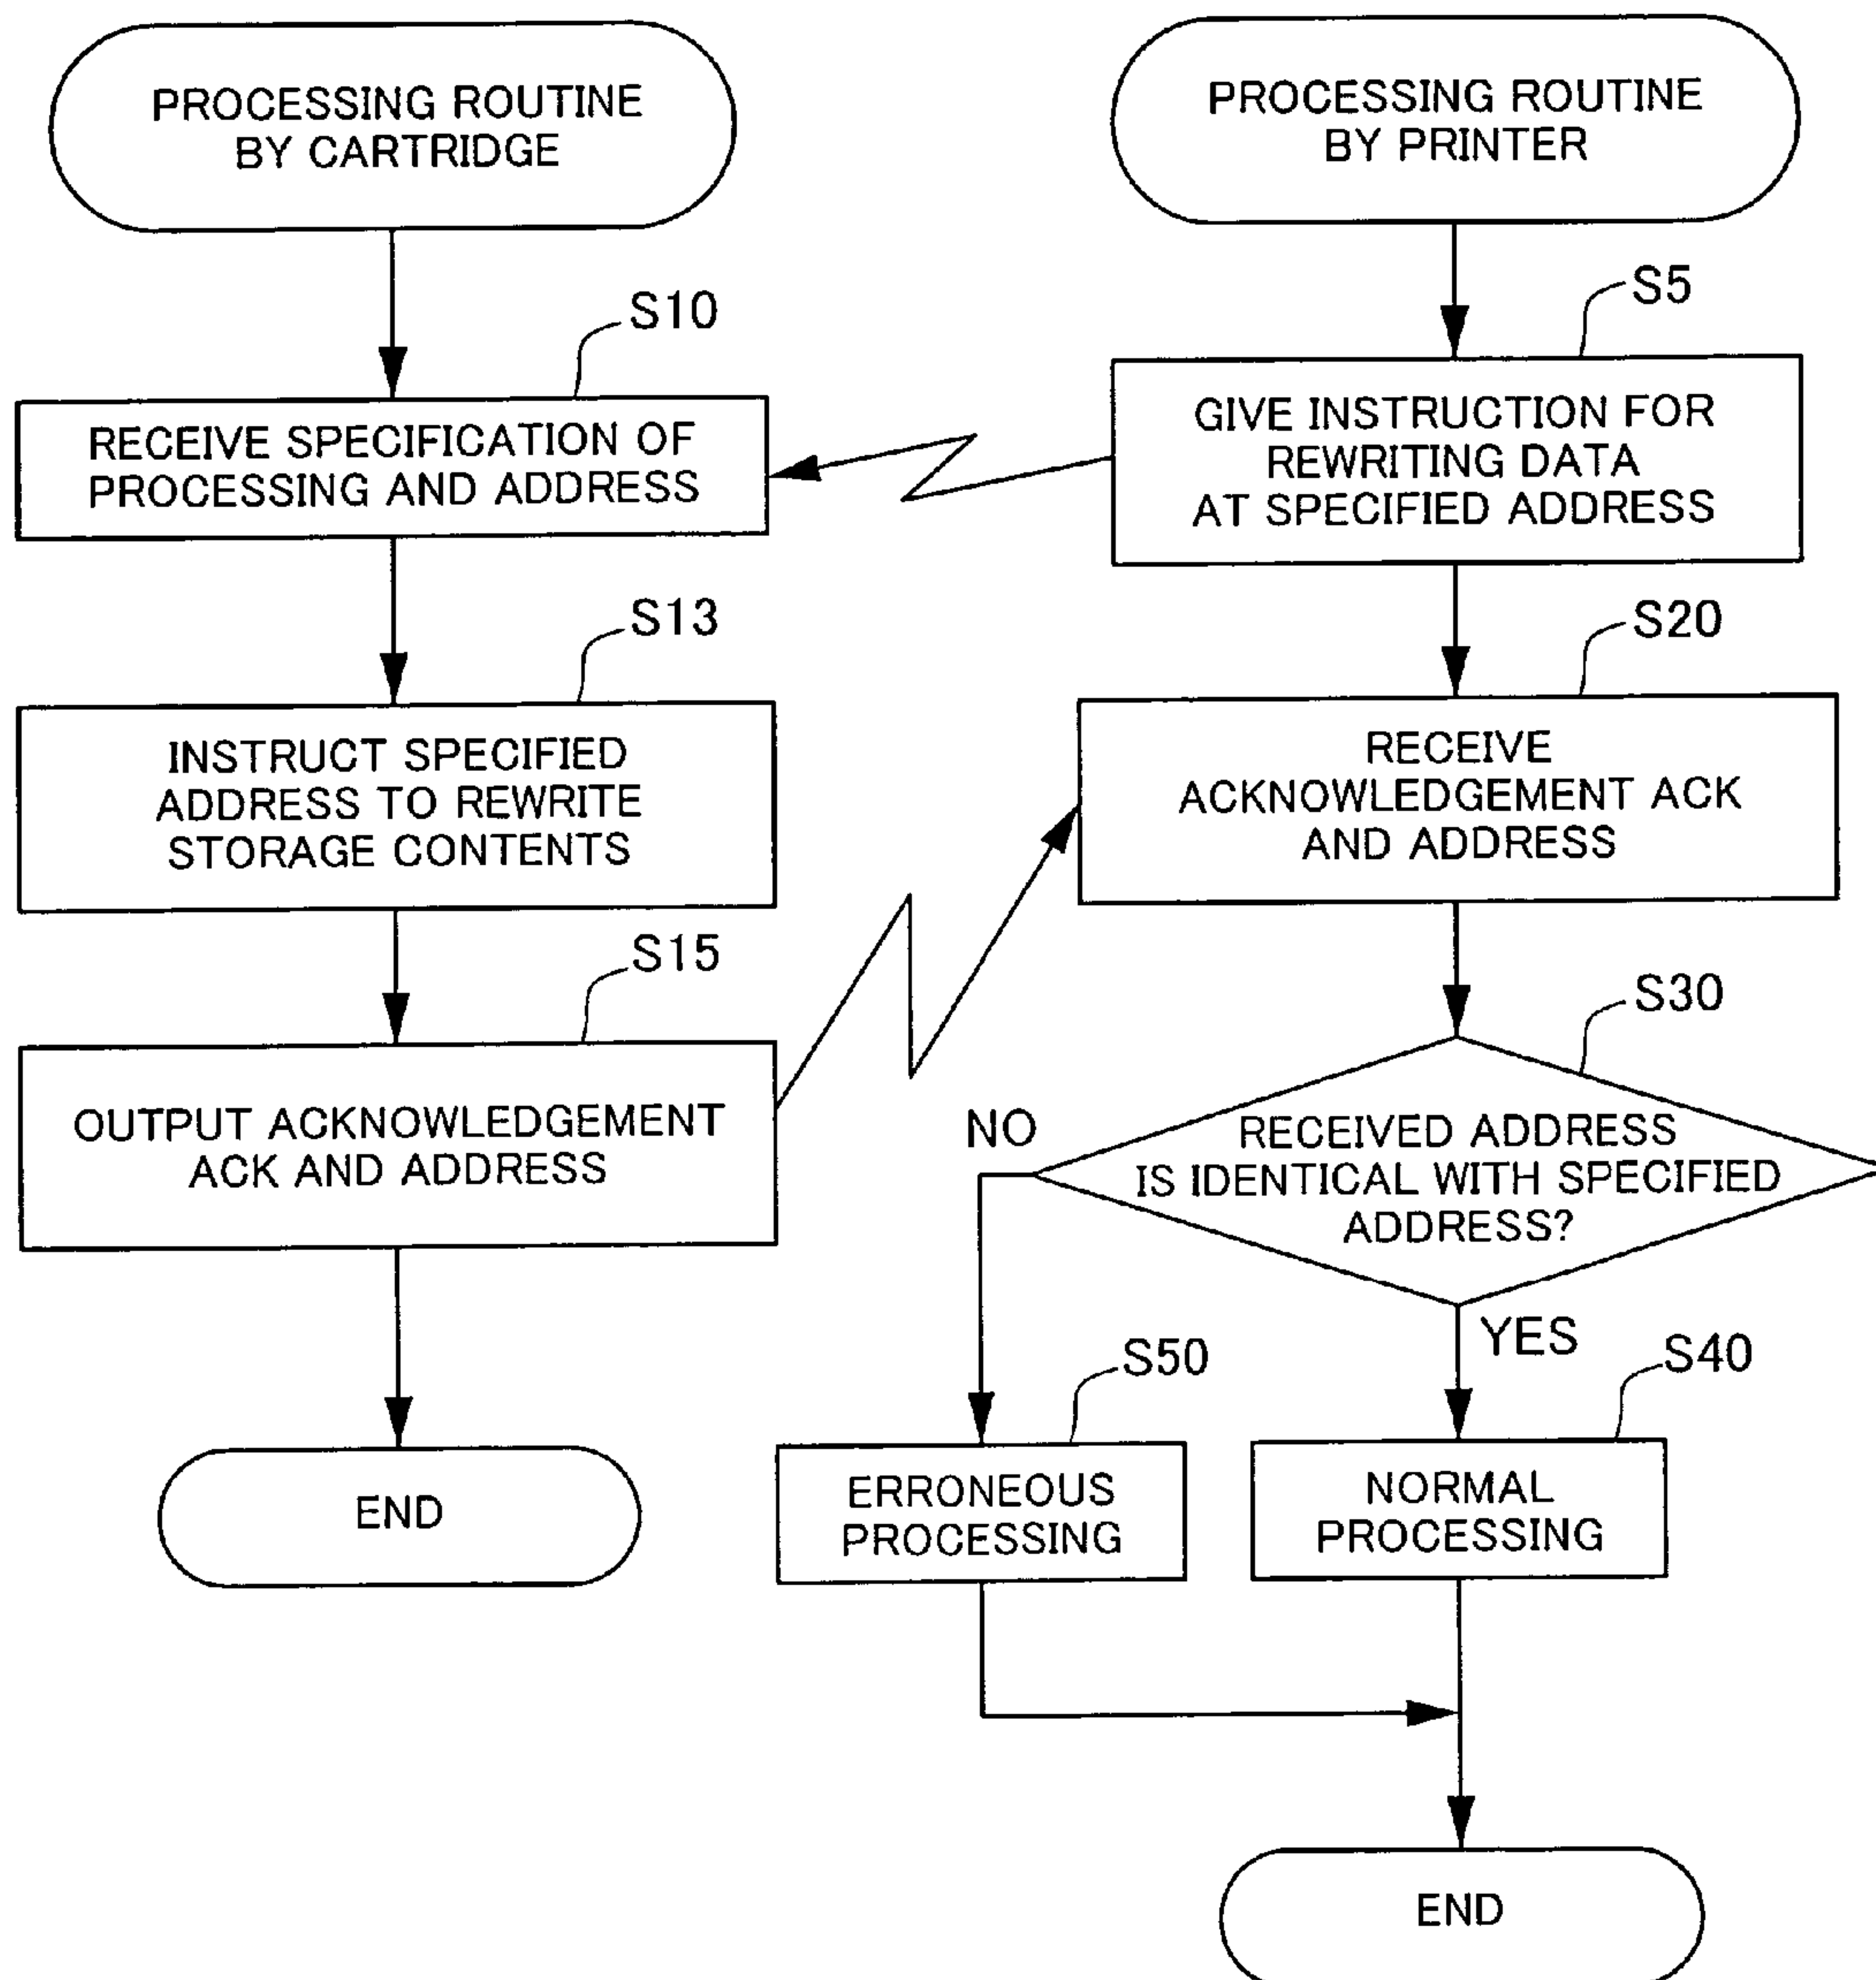 PROCESSING ROUTINE
BY CARTRIDGE
S10
RECEIVE SPECIFICATION OF
PROCESSING AND ADDRESS
S13
INSTRUCT SPECIFIED
ADDRESS TO REWRITE
STORAGE CONTENTS
S15
OUTPUT ACKNOWLEDGEMENT
ACK AND ADDRESS
END
PROCESSING ROUTINE
BY PRINTER
S5
GIVE INSTRUCTION FOR
REWRITING DATA
AT SPECIFIED ADDRESS
S20
RECEIVE
ACKNOWLEDGEMENT ACK
AND ADDRESS
S30
RECEIVED ADDRESS
IS IDENTICAL WITH SPECIFIED
ADDRESS?
NO
YES
S50
ERRONEOUS
PROCESSING
S40
NORMAL
PROCESSING
END